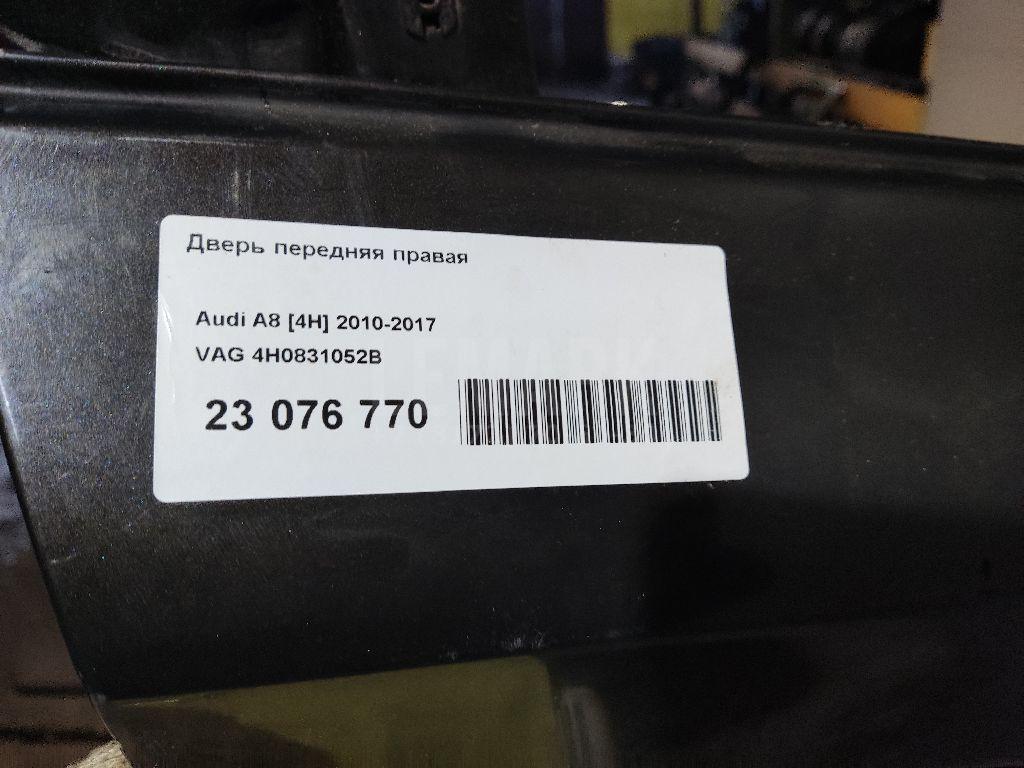 Дверь передняя правая
Audi A8 [4H] 2010-2017
VAG 4H0831052B
23 076 770